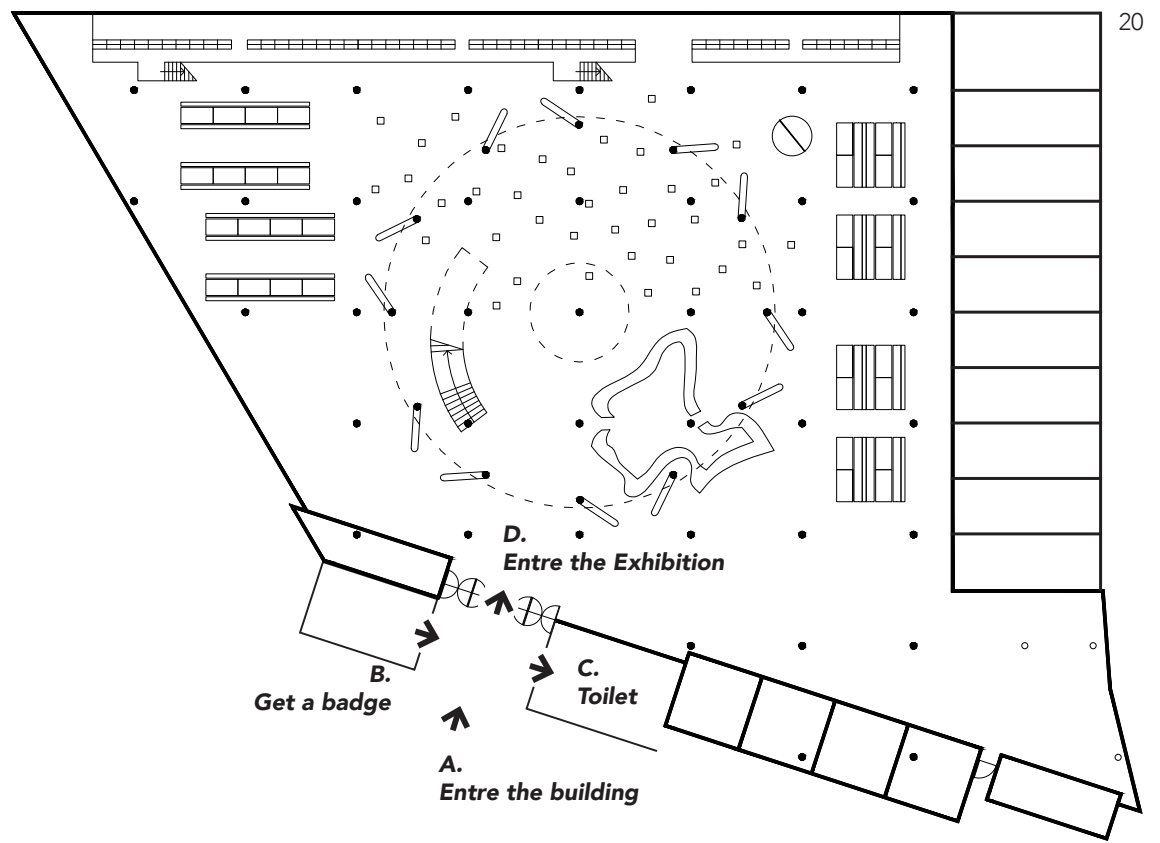 20
D.
Entre the Exhibition
B.
Get a badge
C.
Toilet
A.
Entre the building